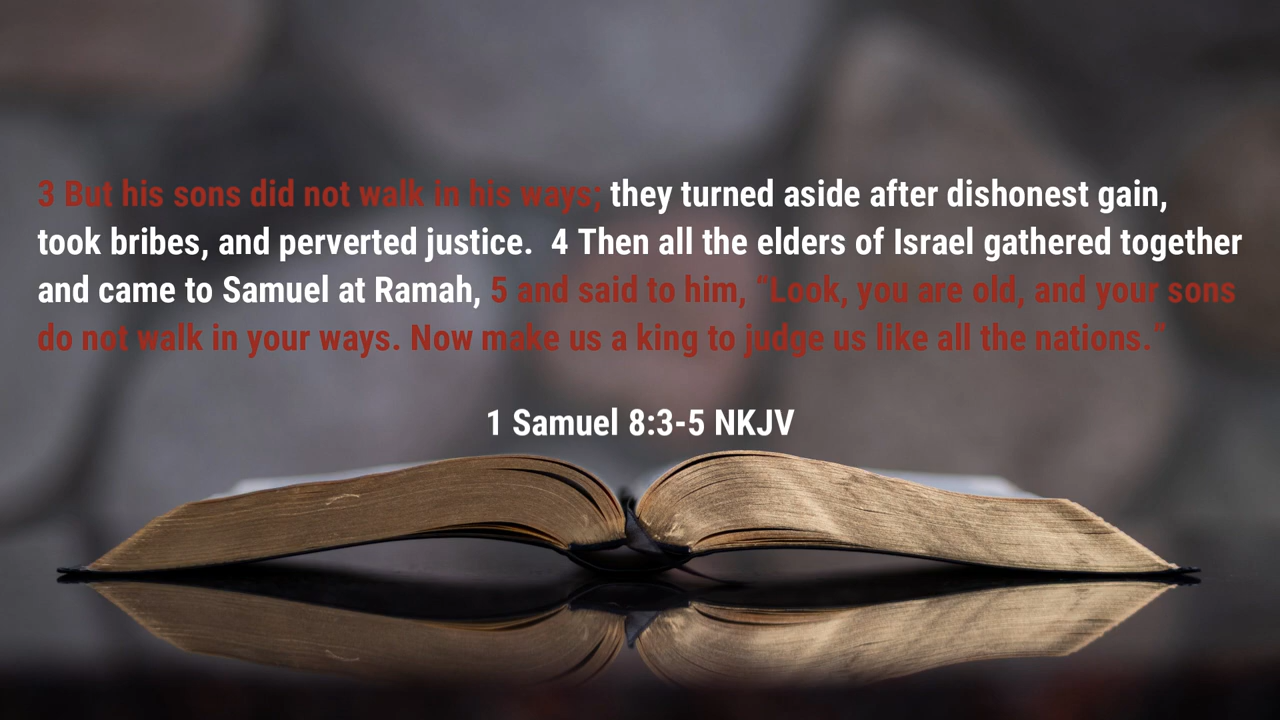 3 But his sons did not walk in his ways; they turned aside after dishonest gain,
took bribes, and perverted justice.  4 Then all the elders of Israel gathered together
and came to Samuel at Ramah, 5 and said to him, “Look, you are old, and your sons
do not walk in your ways. Now make us a king to judge us like all the nations.”
1 Samuel 8:3-5 NKJV